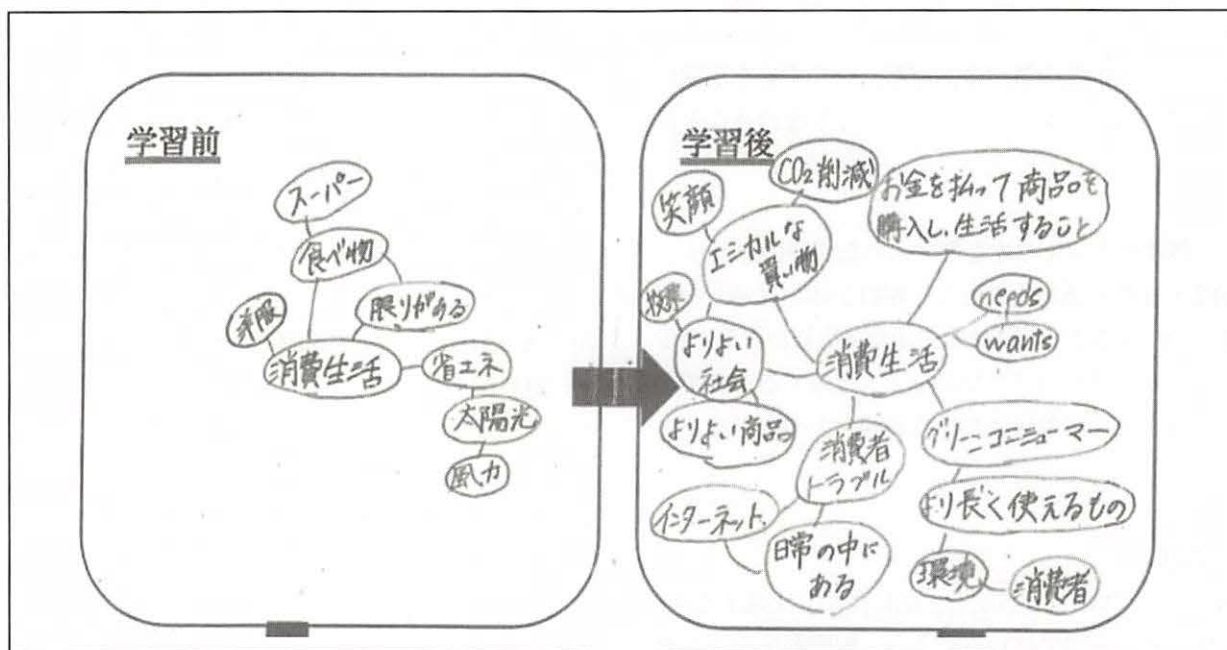 学習前
スーパー
食べ物
限りがある
洋服
消費生活
省エネ
太陽光
風力
学習後
CO2削減
笑顔
エシカルな
買い物
お金を払って商品を
購入し、生活すること
needs
wants
よりよい
社会
消費生活
よりよい商品
消費者
トラブル
グリーンコンシューマー
インターネット
より長く使えるもの
日常の中に
ある
環境
消費者